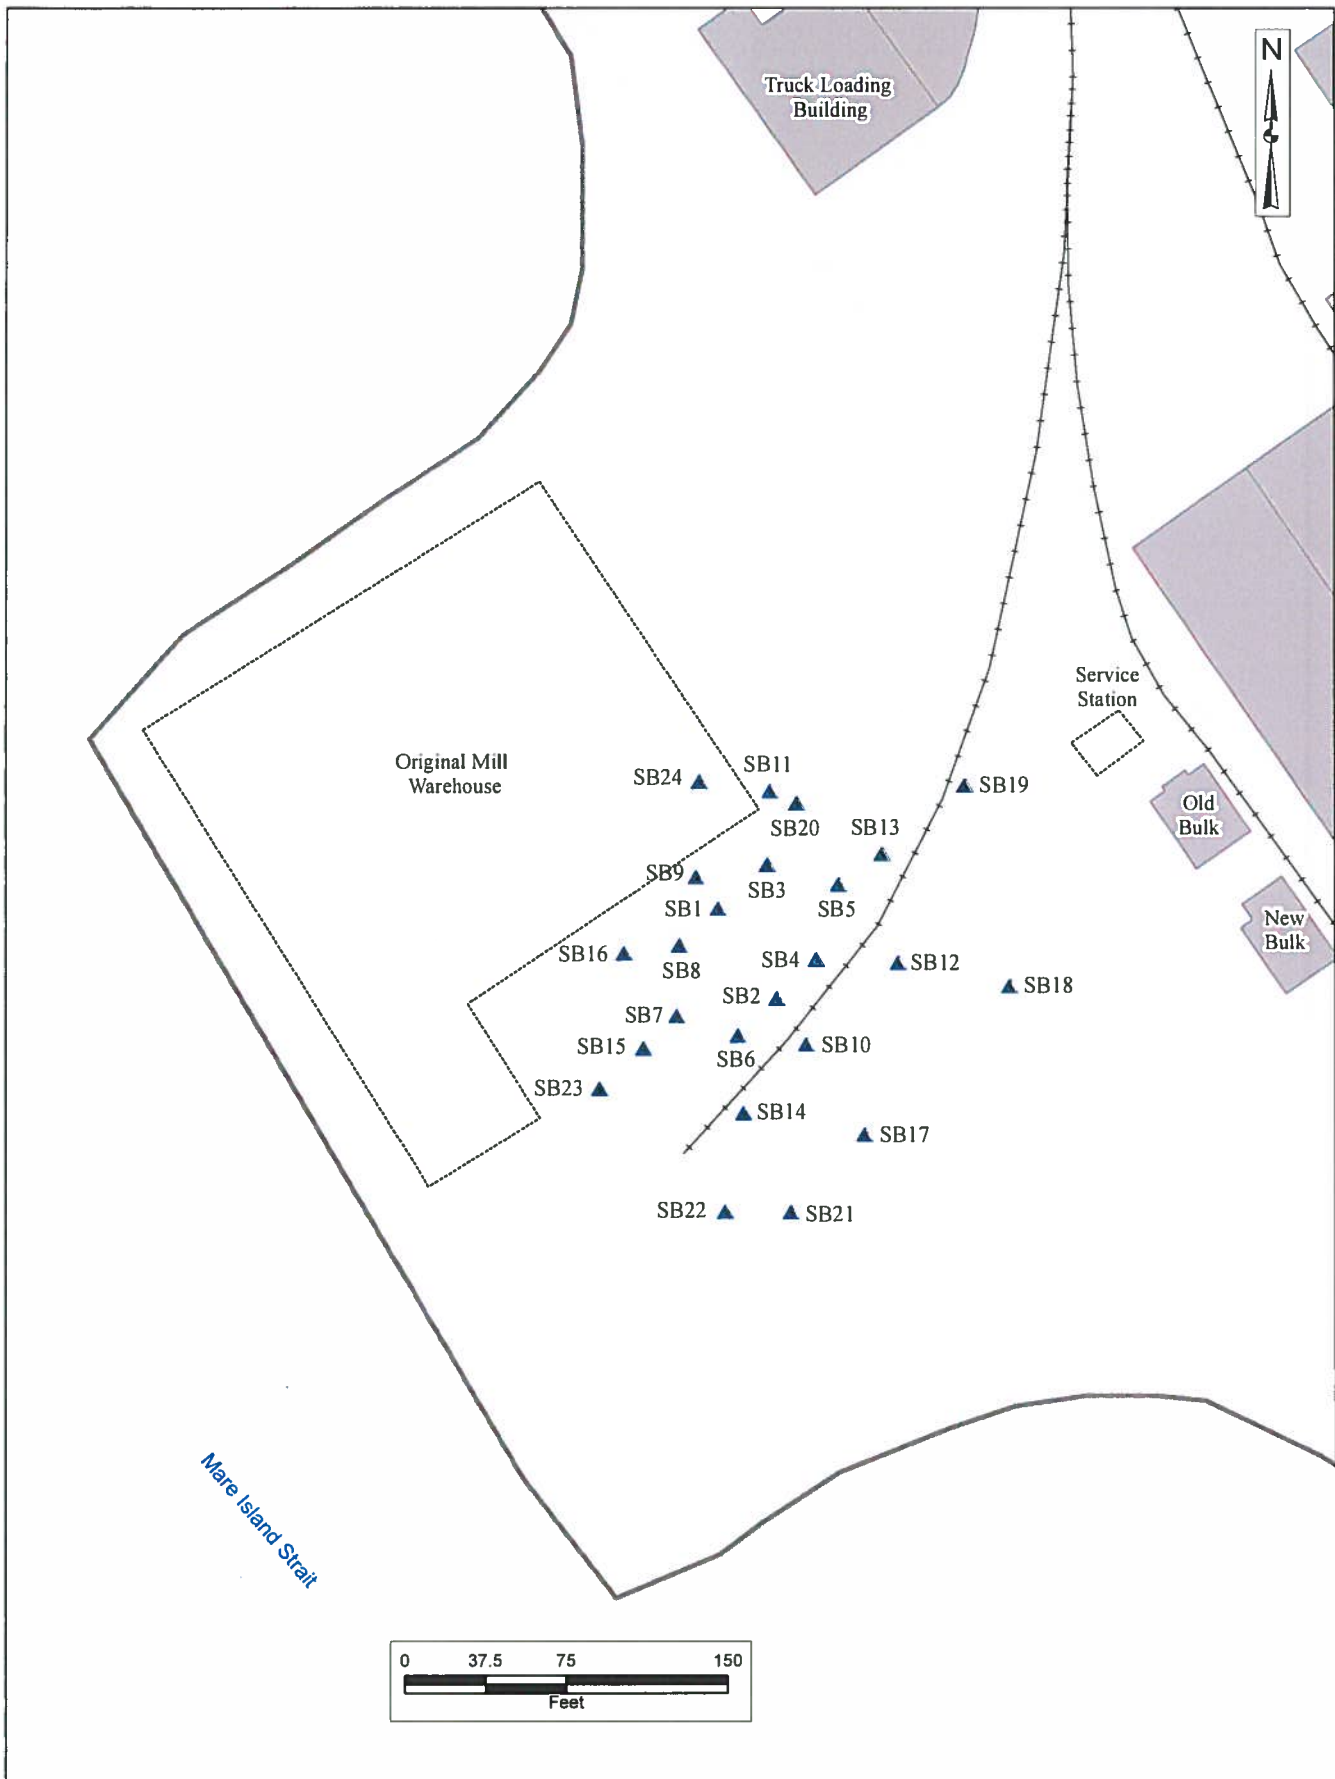 N
Truck Loading
Building
Service
Station
Original Mill
Warehouse
SB24
SB11
SB19
SB20
SB13
Old
Bulk
SB9
SB3
SB5
SB1
New
Bulk
SB16
SB8
SB4
SB12
SB18
SB2
SB7
SB15
SB6
SB10
SB23
SB14
SB17
SB22
SB21
Mare Island Strait
0 37.5 75 150
Feet